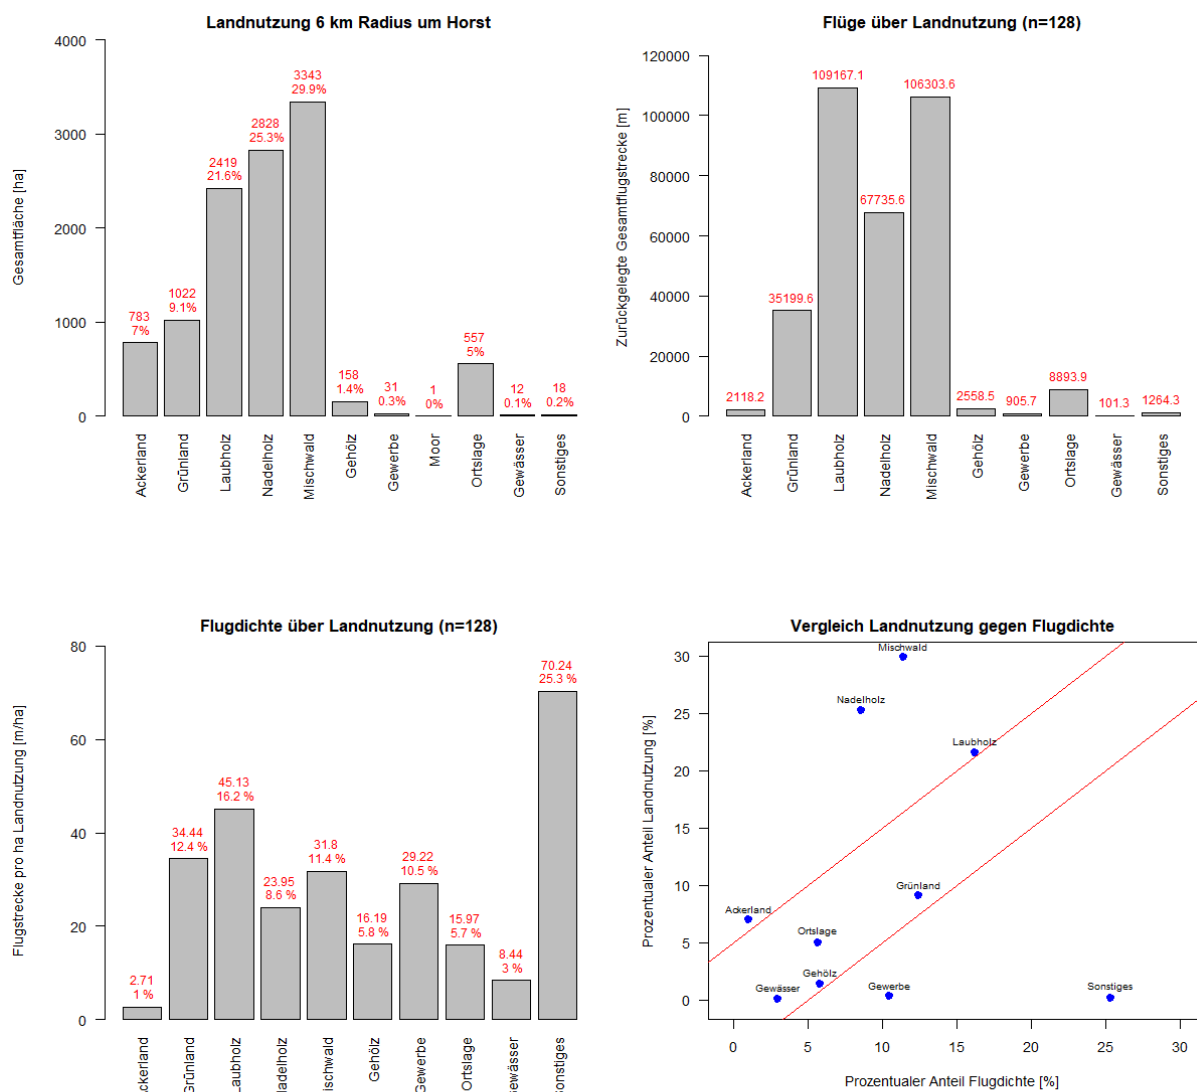 Landnutzung 6 km Radius um Horst
Gesamtfläche [ha]
4000
3000
2000
1000
0
783
7%
1022
9.1%
2419
21.6%
2828
25.3%
3343
29.9%
158
1.4%
31
0.3%
1
0%
557
5%
12
0.1%
18
0.2%
Ackerland
Grünland
Laubholz
Nadelholz
Mischwald
Gehölz
Gewerbe
Moor
Ortslage
Gewässer
Sonstiges
Flüge über Landnutzung (n=128)
Zurückgelegte Gesamtflugstrecke [m]
120000
100000
80000
60000
40000
20000
0
2118.2
35199.6
109167.1
67735.6
106303.6
2558.5
905.7
8893.9
101.3
1264.3
Ackerland
Grünland
Laubholz
Nadelholz
Mischwald
Gehölz
Gewerbe
Ortslage
Gewässer
Sonstiges
Flugdichte über Landnutzung (n=128)
Flugstrecke pro ha Landnutzung [m/ha]
80
60
40
20
0
2.71
1 %
34.44
12.4 %
45.13
16.2 %
23.95
8.6 %
31.8
11.4 %
16.19
5.8 %
29.22
10.5 %
15.97
5.7 %
8.44
3 %
70.24
25.3 %
Ackerland
Grünland
Laubholz
Nadelholz
Mischwald
Gehölz
Gewerbe
Ortslage
Gewässer
Sonstiges
Vergleich Landnutzung gegen Flugdichte
Prozentualer Anteil Landnutzung [%]
30
25
20
15
10
5
0
Mischwald
Nadelholz
Laubholz
Grünland
Ackerland
Ortslage
Gehölz
Gewässer
Gewerbe
Sonstiges
0
5
10
15
20
25
30
Prozentualer Anteil Flugdichte [%]